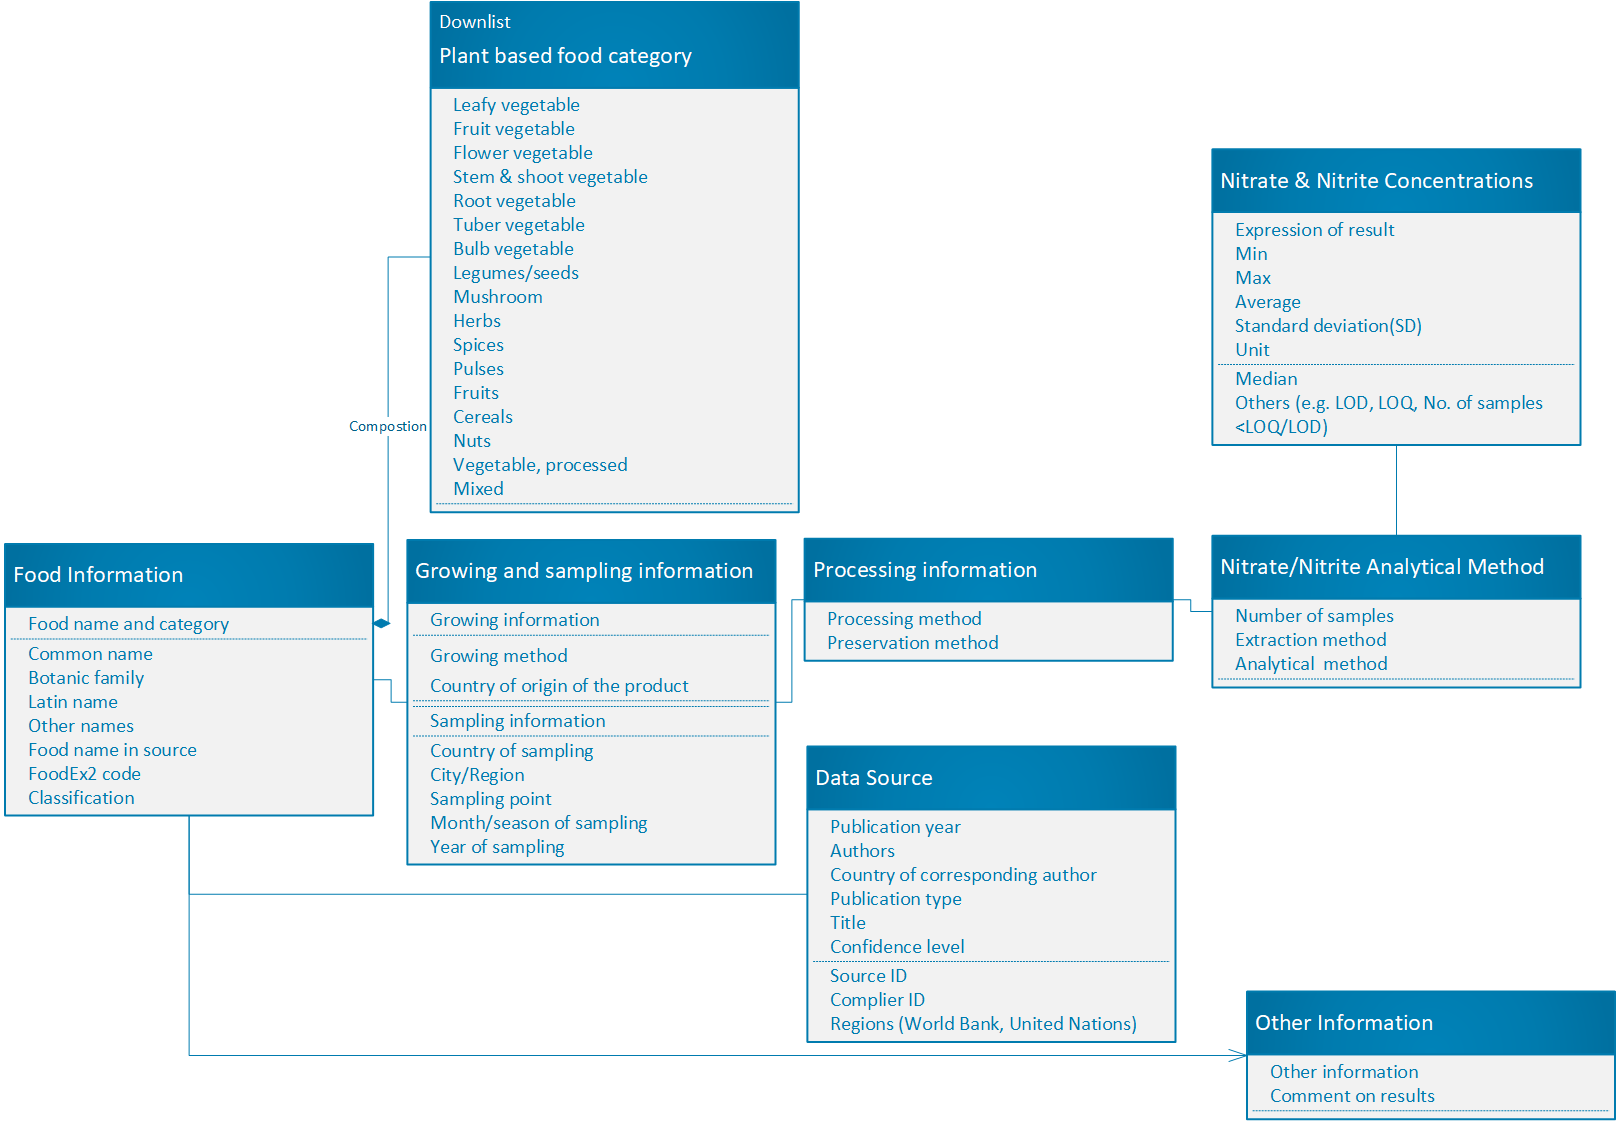 Downlist
Plant based food category
Leafy vegetable
Fruit vegetable
Flower vegetable
Stem & shoot vegetable
Root vegetable
Tuber vegetable
Bulb vegetable
Legumes/seeds
Mushroom
Herbs
Spices
Pulses
Fruits
Cereals
Nuts
Vegetable, processed
Mixed
Compostion
Nitrate & Nitrite Concentrations
Expression of result
Min
Max
Average
Standard deviation(SD)
Unit
Median
Others (e.g. LOD, LOQ, No. of samples
<LOQ/LOD)
Food Information
Food name and category
Common name
Botanic family
Latin name
Other names
Food name in source
FoodEx2 code
Classification
Growing and sampling information
Growing information
Growing method
Country of origin of the product
Sampling information
Country of sampling
City/Region
Sampling point
Month/season of sampling
Year of sampling
Processing information
Processing method
Preservation method
Nitrate/Nitrite Analytical Method
Number of samples
Extraction method
Analytical method
Data Source
Publication year
Authors
Country of corresponding author
Publication type
Title
Confidence level
Source ID
Complier ID
Regions (World Bank, United Nations)
Other Information
Other information
Comment on results